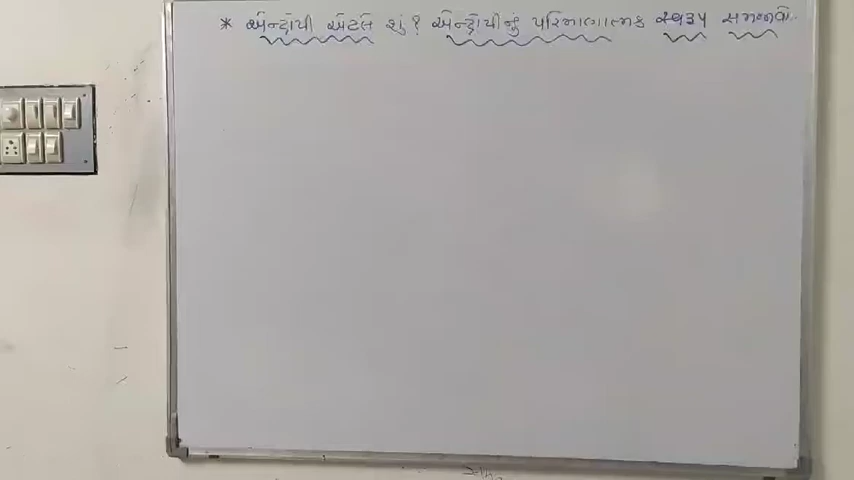 * એન્ટ્રોપી એટલે શું? એન્ટ્રોપીનું પરિમાણાત્મક સ્વરૂપ સમજાવો.